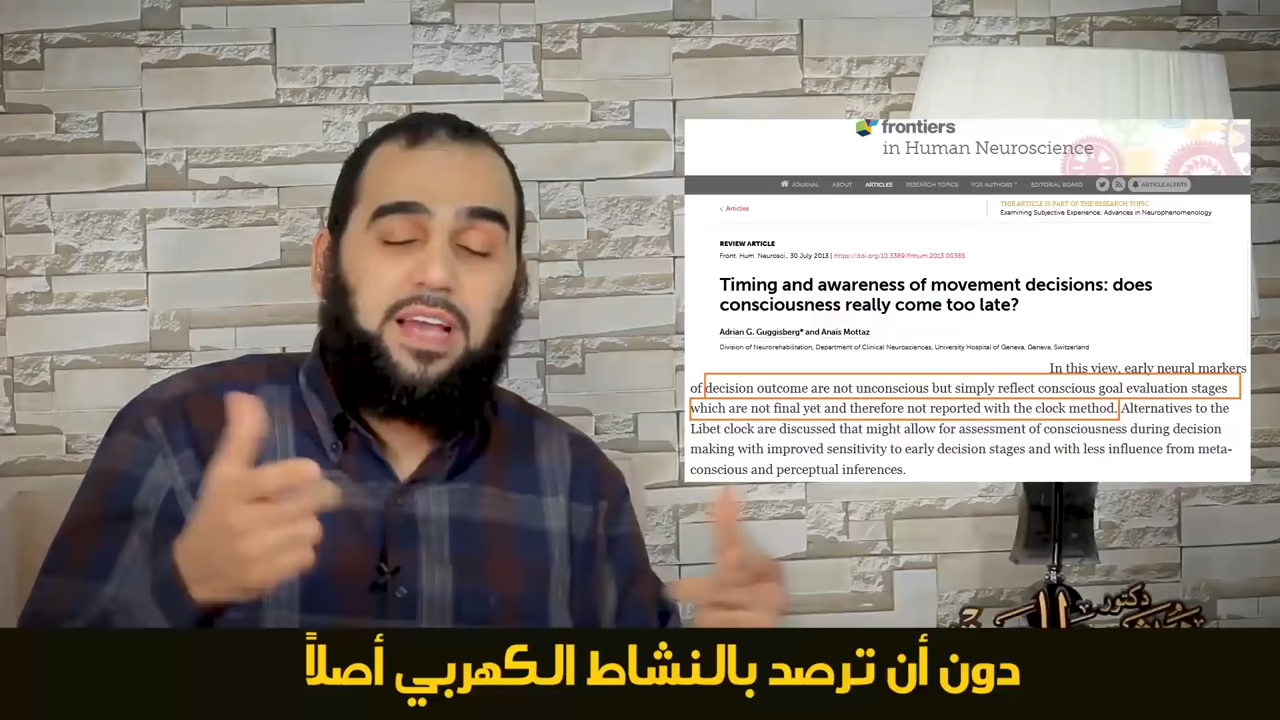 frontiers
in Human Neuroscience
JOURNAL ABOUT ARTICLES RESEARCH TOPICS FOR AUTHORS EDITORIAL BOARD ARTICLE ALERTS
‹ Articles
THIS ARTICLE IS PART OF THE RESEARCH TOPIC
Examining Subjective Experience: Advances in Neurophenomenology
REVIEW ARTICLE
Front. Hum. Neurosci., 30 July 2013 | https://doi.org/10.3389/fnhum.2013.00385
Timing and awareness of movement decisions: does
consciousness really come too late?
Adrian G. Guggisberg* and Anaïs Mottaz
Division of Neurorehabilitation, Department of Clinical Neurosciences, University Hospital of Geneva, Geneva, Switzerland
In this view, early neural markers
of decision outcome are not unconscious but simply reflect conscious goal evaluation stages
which are not final yet and therefore not reported with the clock method. Alternatives to the
Libet clock are discussed that might allow for assessment of consciousness during decision
making with improved sensitivity to early decision stages and with less influence from meta-
conscious and perceptual inferences.
دكتور
دون أن ترصد بالنشاط الكهربي أصلاً